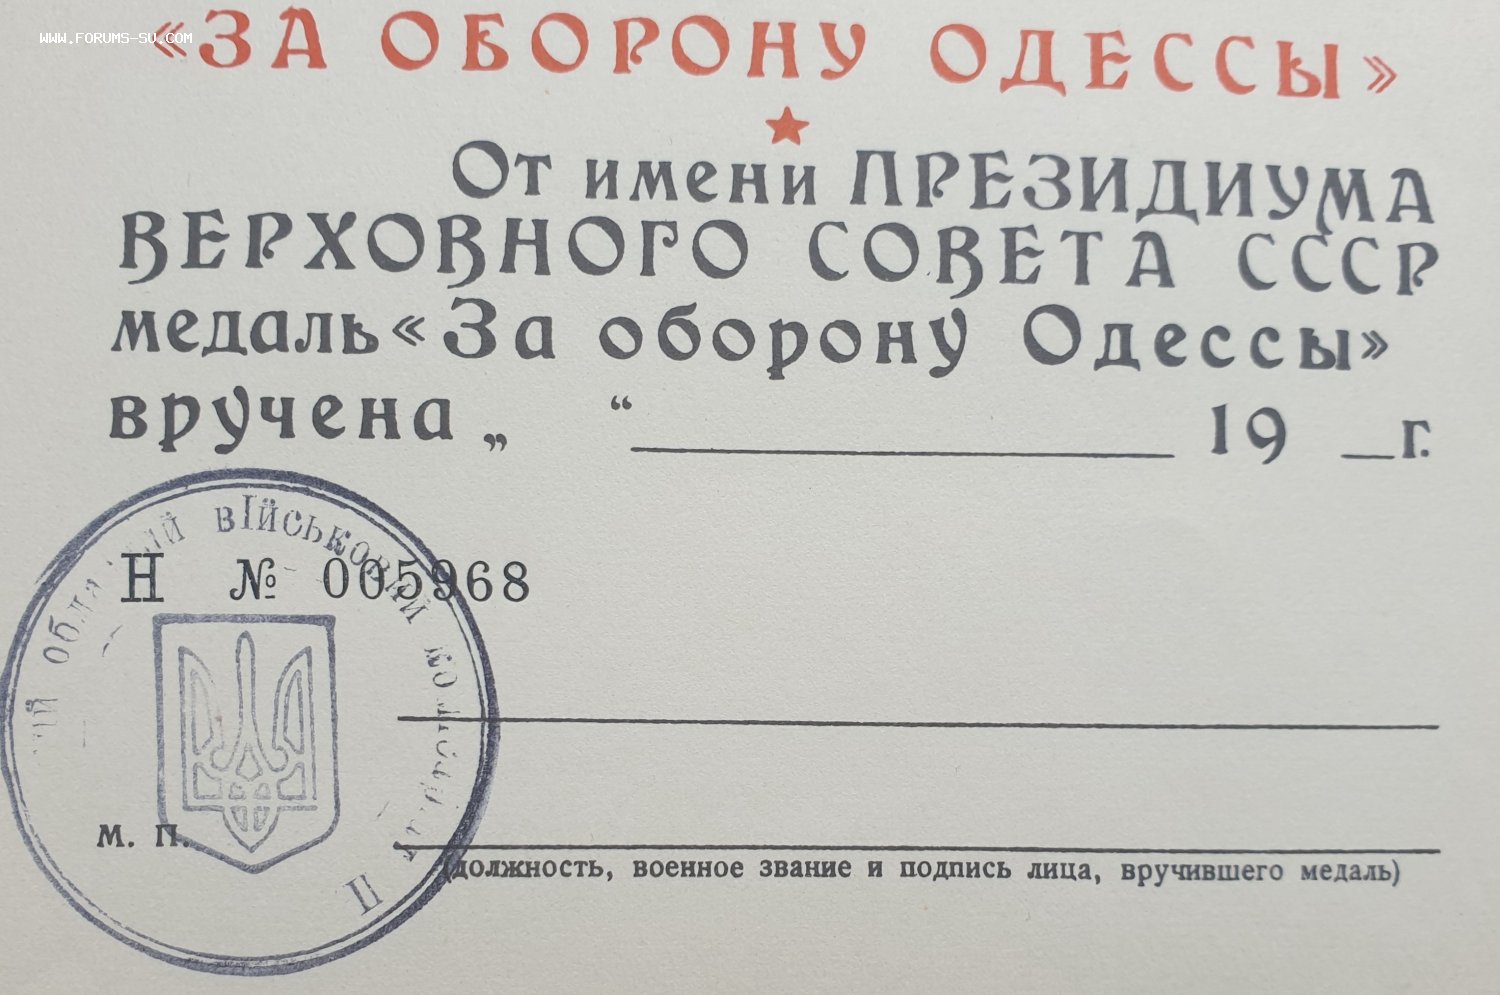 www.forums-su.com
«ЗА ОБОРОНУ ОДЕССЫ»
От имени ПРЕЗИДИУМА
ВЕРХОВНОГО СОВЕТА СССР
медаль «За оборону Одессы»
вручена „ “ 19 г.
військовий
Н № 005968
м. п.
(должность, военное звание и подпись лица, вручившего медаль)